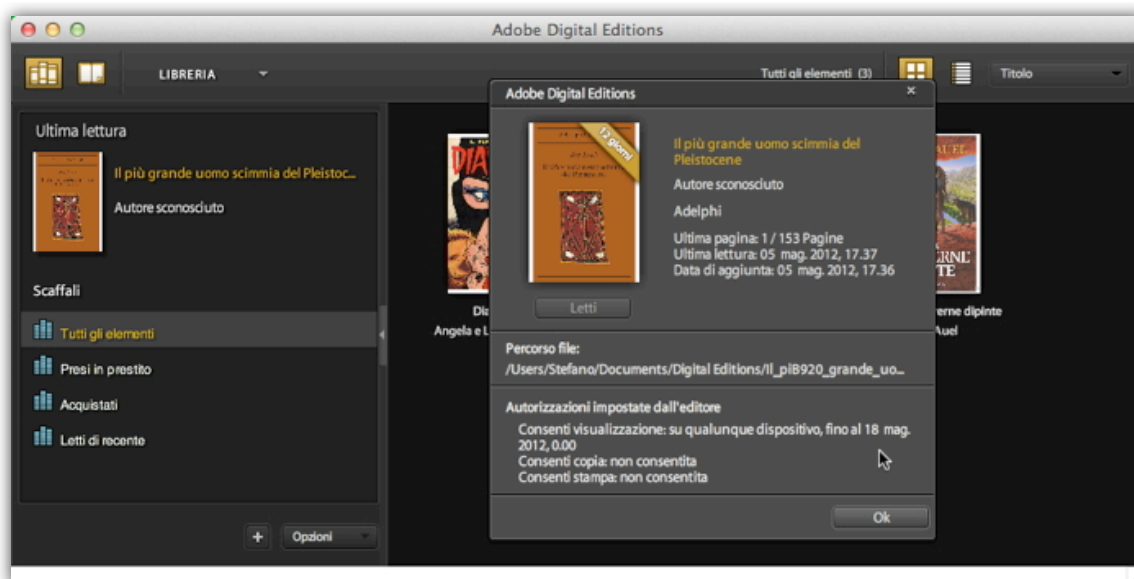 Adobe Digital Editions
LIBRERIA
Tutti gli elementi (3)
Titolo
Ultima lettura
Il più grande uomo scimmia del Pleistoc...
Autore sconosciuto
Scaffali
Tutti gli elementi
Presi in prestito
Acquistati
Letti di recente
+
Opzioni
Adobe Digital Editions
×
12 giorni
Il più grande uomo scimmia del
Pleistocene
Autore sconosciuto
Adelphi
Ultima pagina: 1 / 153 Pagine
Ultima lettura: 05 mag. 2012, 17.37
Data di aggiunta: 05 mag. 2012, 17.36
Letti
Percorso file:
/Users/Stefano/Documents/Digital Editions/Il_piB920_grande_uo...
Autorizzazioni impostate dall'editore
Consenti visualizzazione: su qualunque dispositivo, fino al 18 mag.
2012, 0.00
Consenti copia: non consentita
Consenti stampa: non consentita
Ok
DIA
Angela e L
AUEL
ERNE
TE
erne dipinte
Auel